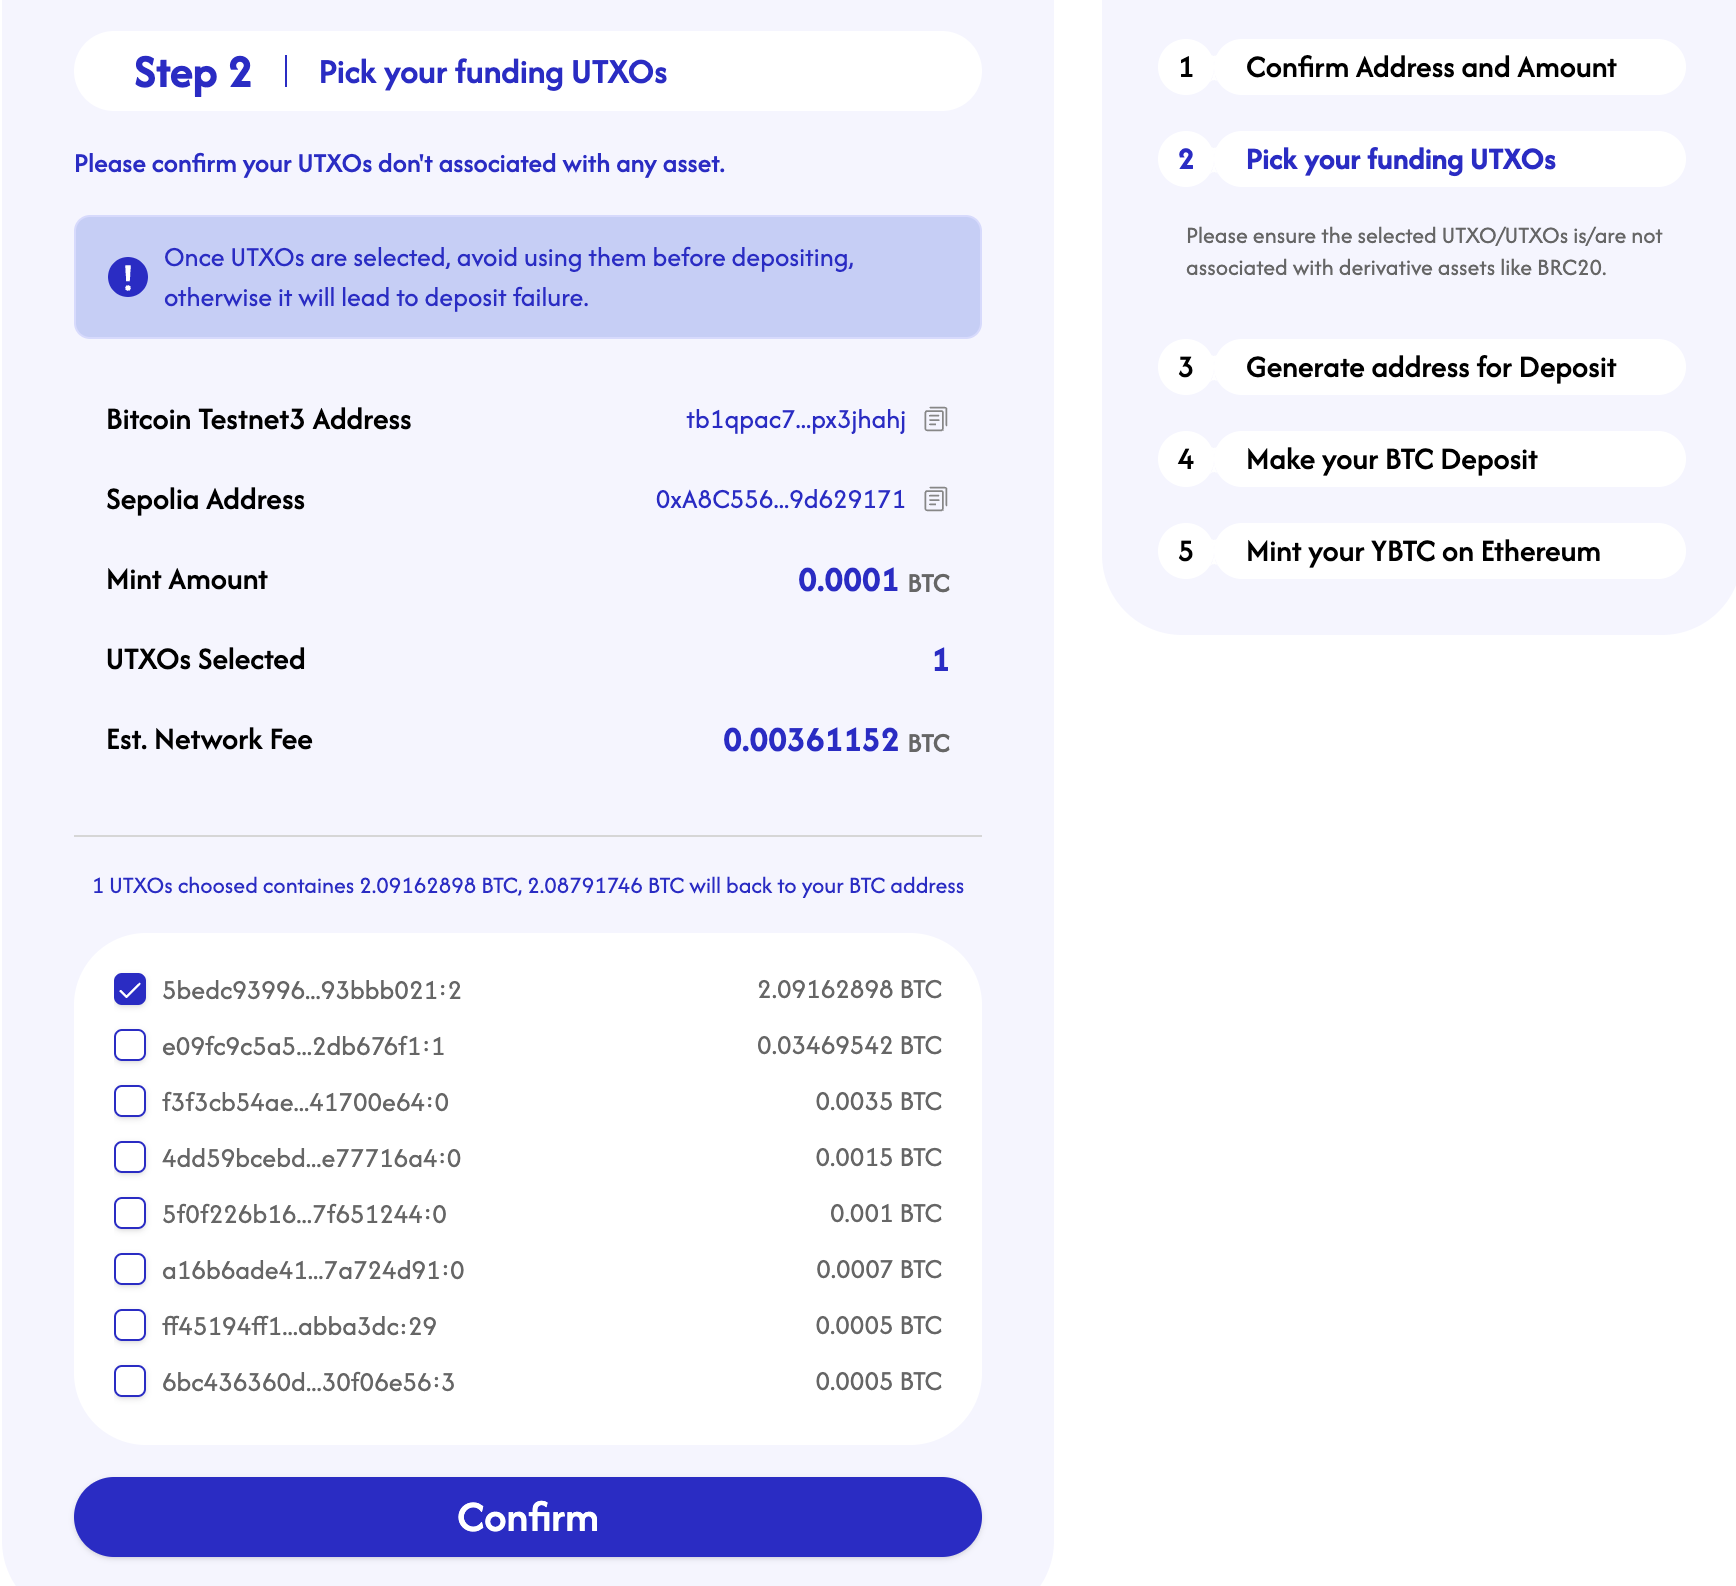 Step 2 | Pick your funding UTXOs
Please confirm your UTXOs don't associated with any asset.
Once UTXOs are selected, avoid using them before depositing,
otherwise it will lead to deposit failure.
Bitcoin Testnet3 Address tb1qpac7...px3jhahj
Sepolia Address 0xA8C556...9d629171
Mint Amount 0.0001 BTC
UTXOs Selected 1
Est. Network Fee 0.00361152 BTC
1 UTXOs choosed containes 2.09162898 BTC, 2.08791746 BTC will back to your BTC address
5bedc93996...93bbb021:2 2.09162898 BTC
e09fc9c5a5...2db676f1:1 0.03469542 BTC
f3f3cb54ae...41700e64:0 0.0035 BTC
4dd59bcebd...e77716a4:0 0.0015 BTC
5f0f226b16...7f651244:0 0.001 BTC
a16b6ade41...7a724d91:0 0.0007 BTC
ff45194ff1...abba3dc:29 0.0005 BTC
6bc436360d...30f06e56:3 0.0005 BTC
Confirm
1 Confirm Address and Amount
2 Pick your funding UTXOs
Please ensure the selected UTXO/UTXOs is/are not
associated with derivative assets like BRC20.
3 Generate address for Deposit
4 Make your BTC Deposit
5 Mint your YBTC on Ethereum